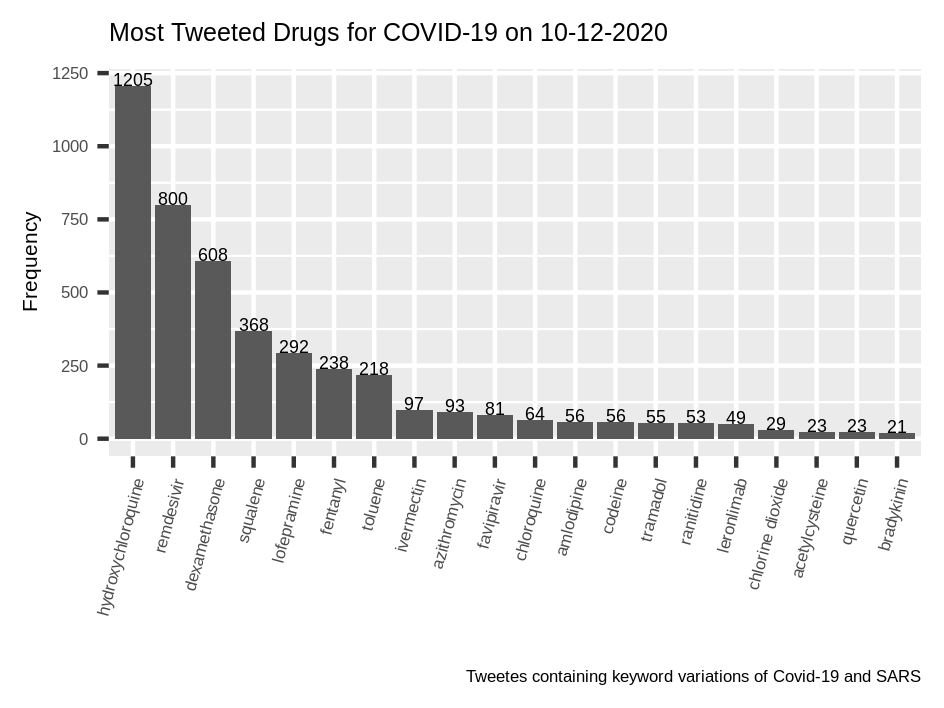 Most Tweeted Drugs for COVID-19 on 10-12-2020
Frequency
1250
1000
750
500
250
0
1205
800
608
368
292
238
218
97
93
81
64
56
56
55
53
49
29
23
23
21
hydroxychloroquine
remdesivir
dexamethasone
squalene
lofepramine
fentanyl
toluene
ivermectin
azithromycin
favipiravir
chloroquine
amlodipine
codeine
tramadol
ranitidine
leronlimab
chlorine dioxide
acetylcysteine
quercetin
bradykinin
Tweetes containing keyword variations of Covid-19 and SARS